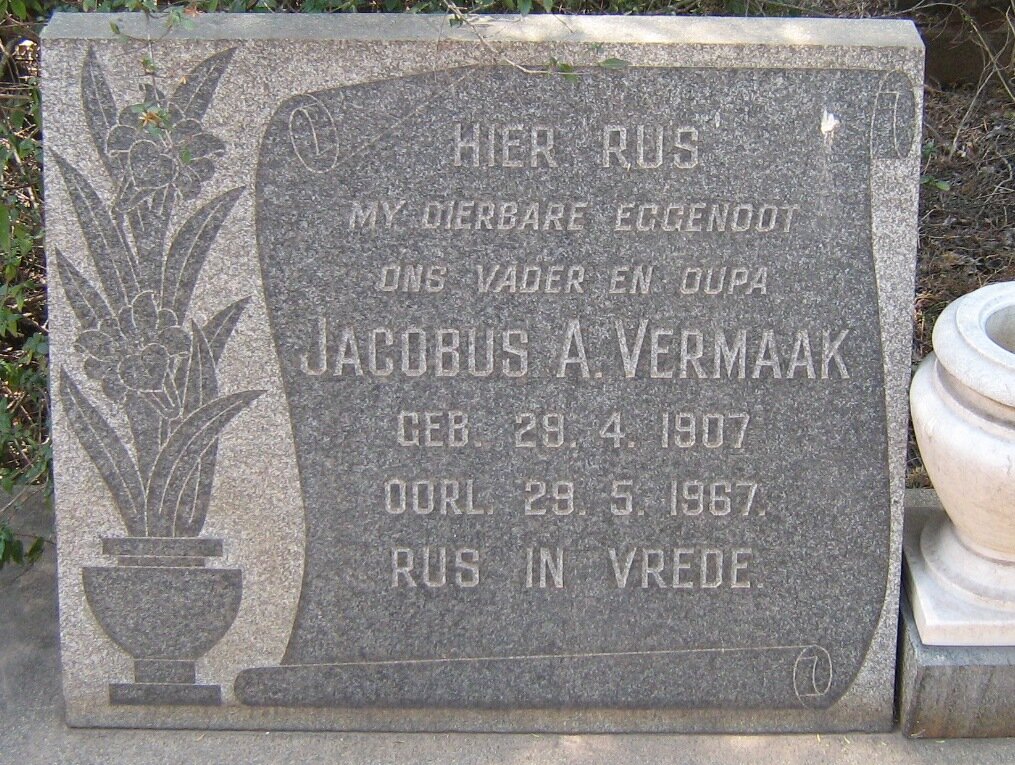 HIER RUS
MY DIERBARE EGGENOOT
ONS VADER EN OUPA
JACOBUS A. VERMAAK
GEB. 29. 4. 1907
OORL. 29. 5. 1967.
RUS IN VREDE.